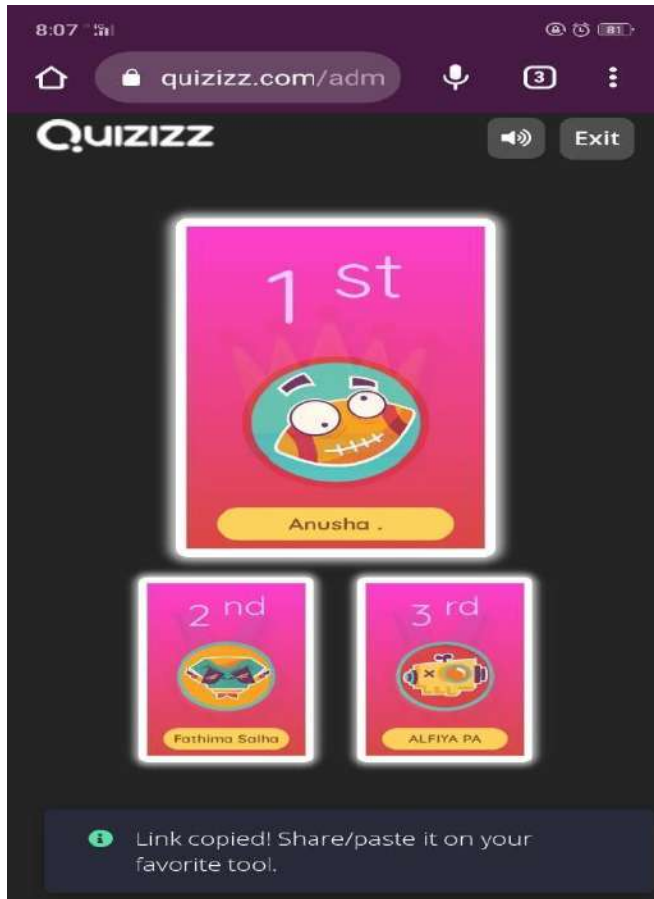 8:07
81
quizizz.com/adm
3
Quizizz
Exit
1 st
Anusha .
2 nd
3 rd
Fathima Salha
ALFIYA PA
Link copied! Share/paste it on your
favorite tool.